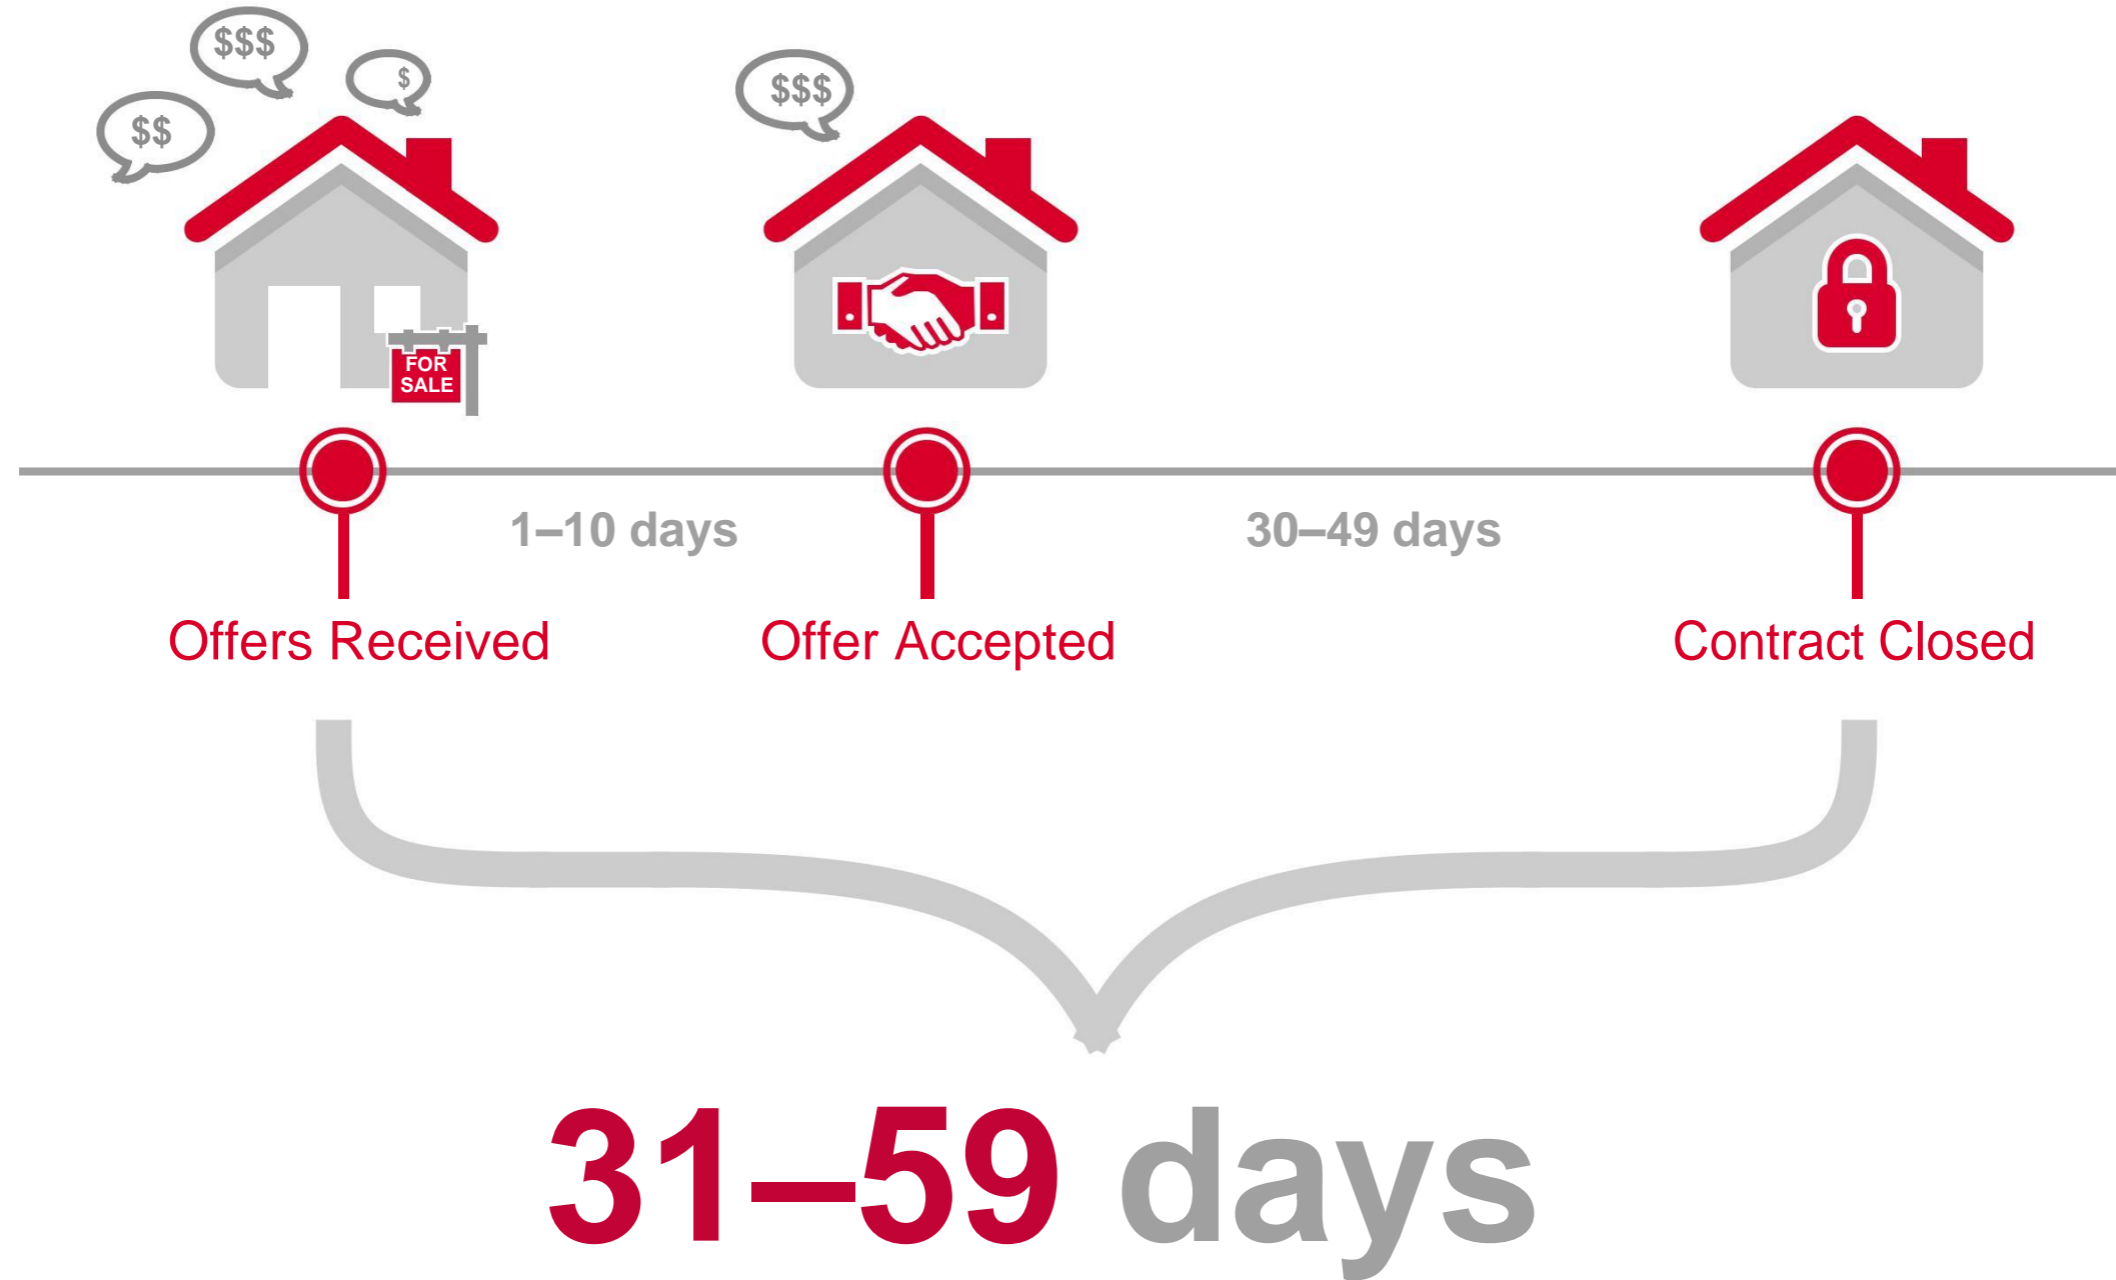 $$$
$
$$
$$$
FOR
SALE
1–10 days
30–49 days
Offers Received
Offer Accepted
Contract Closed
31–59 days